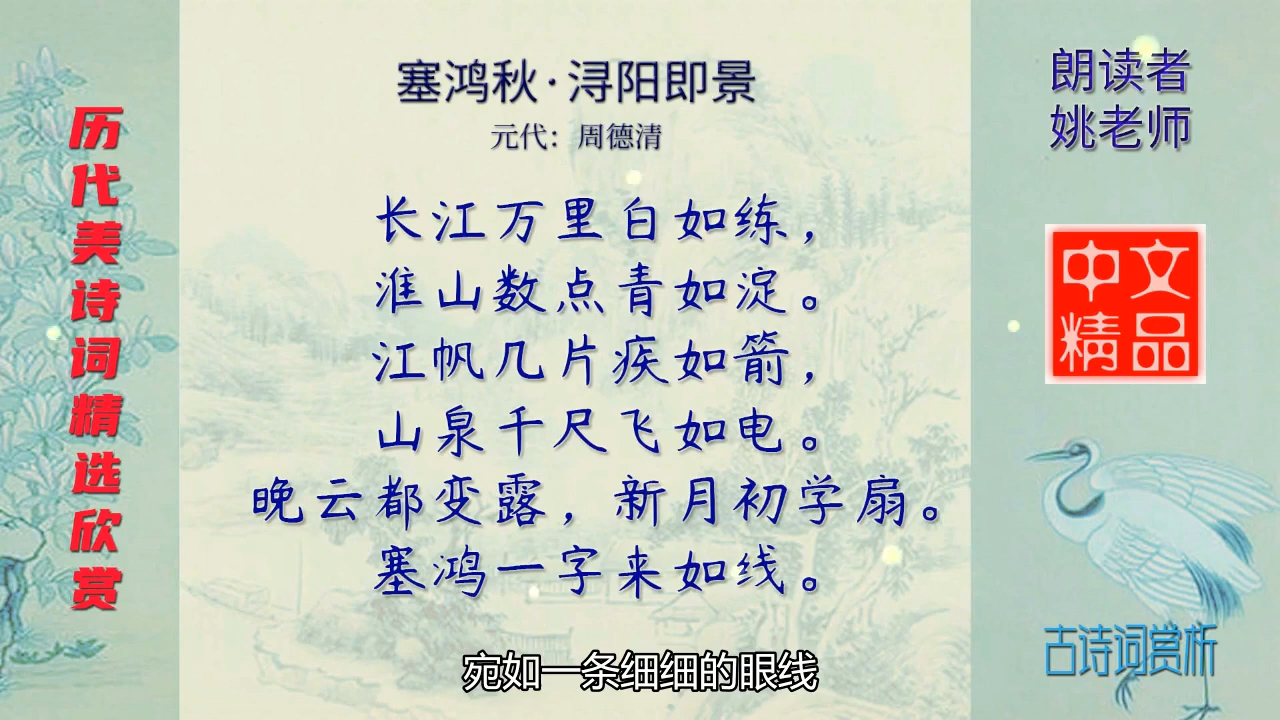 历代美诗词精选欣赏
塞鸿秋·浔阳即景
元代：周德清
长江万里白如练，
淮山数点青如淀。
江帆几片疾如箭，
山泉千尺飞如电。
晚云都变露，新月初学扇。
塞鸿一字来如线。
宛如一条细细的眼线
朗读者
姚老师
中文
精品
古诗词赏析